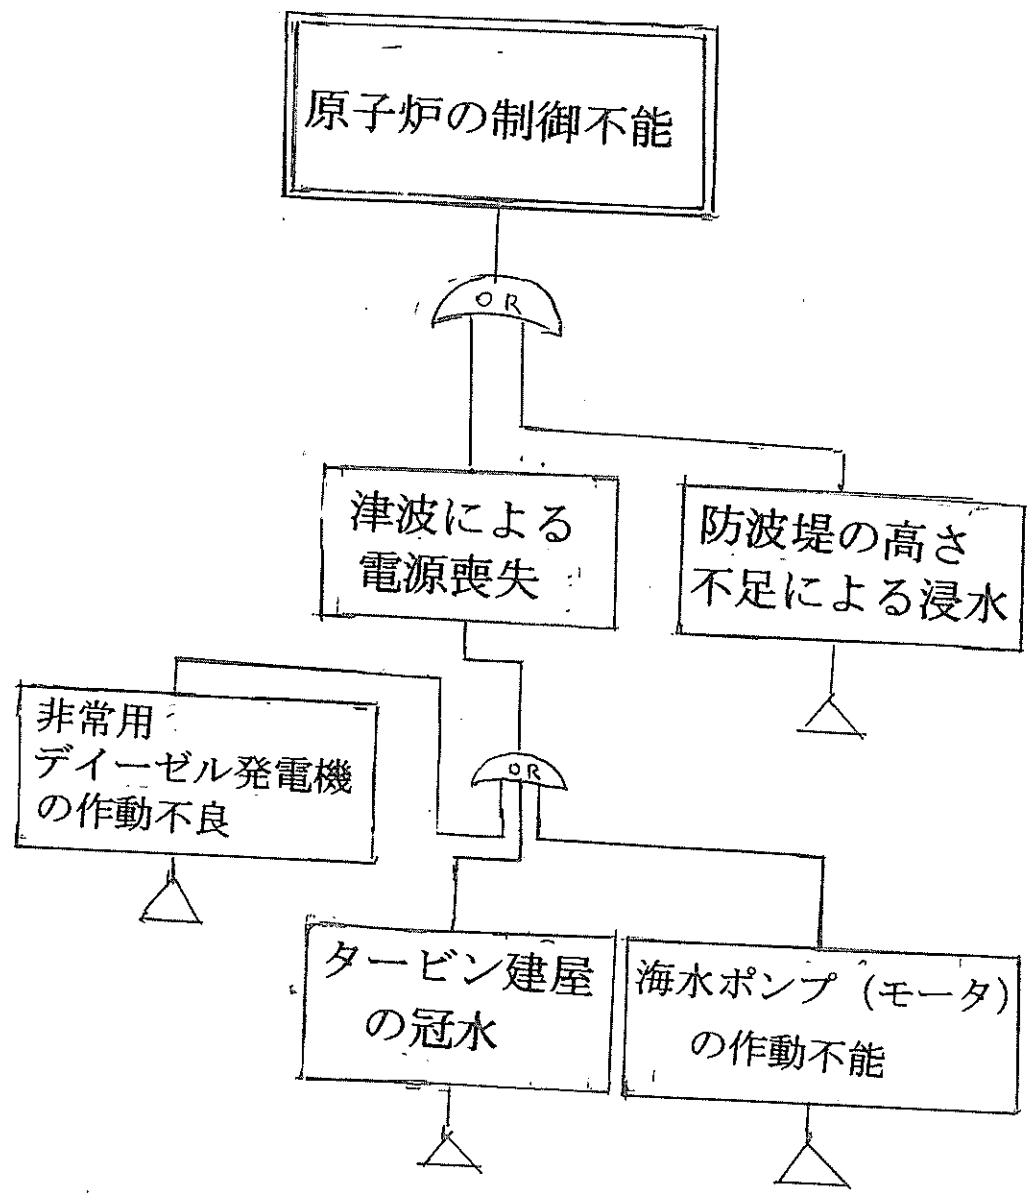 原子炉の制御不能
OR
津波による
電源喪失
防波堤の高さ
不足による浸水
非常用
デイーゼル発電機
の作動不良
OR
タービン建屋
の冠水
海水ポンプ（モータ）
の作動不能